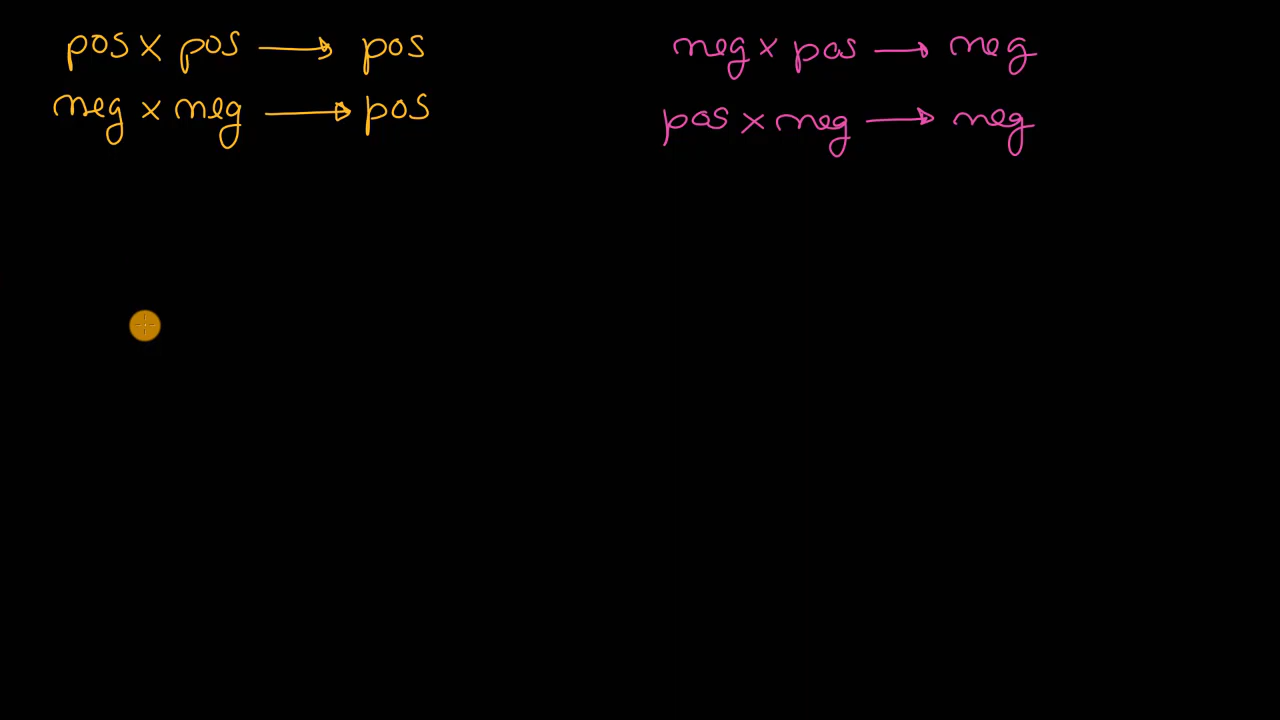 pos × pos → pos
neg × neg → pos
neg × pos → neg
pos × neg → neg